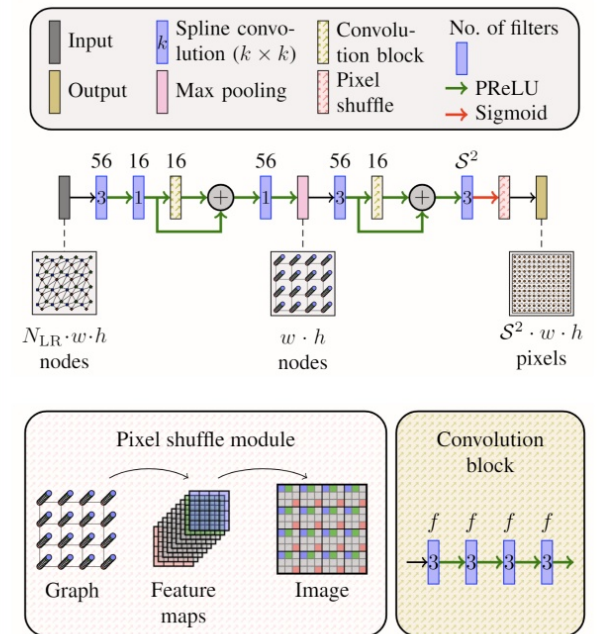 Input
Output
k
Spline convo-
lution (k × k)
Max pooling
Convolu-
tion block
Pixel
shuffle
No. of filters
PReLU
Sigmoid
56 16 16 56 56 16 S²
3 1 + 1 3 + 3
N_LR·w·h
nodes
w · h
nodes
S² · w · h
pixels
Pixel shuffle module
Graph
Feature
maps
Image
Convolution
block
f f f f
3 3 3 3